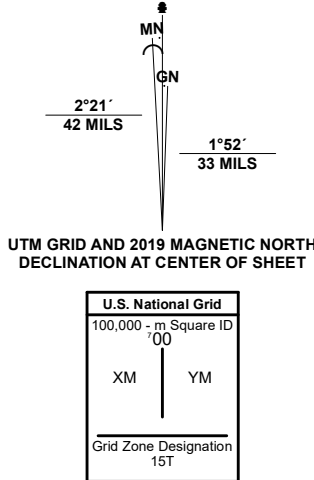 MN
GN
2°21´
42 MILS
1°52´
33 MILS
UTM GRID AND 2019 MAGNETIC NORTH
DECLINATION AT CENTER OF SHEET
U.S. National Grid
100,000 - m Square ID
⁷00
XM YM
Grid Zone Designation
15T